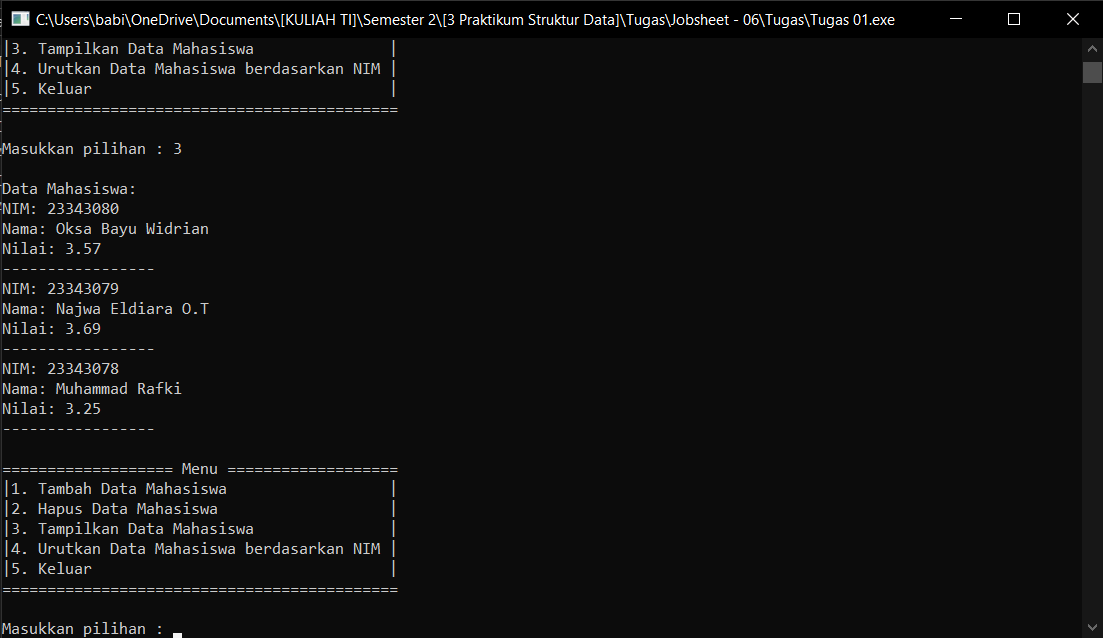 C:\Users\babi\OneDrive\Documents\[KULIAH TI]\Semester 2\[3 Praktikum Struktur Data]\Tugas\Jobsheet - 06\Tugas\Tugas 01.exe
|3. Tampilkan Data Mahasiswa               |
|4. Urutkan Data Mahasiswa berdasarkan NIM |
|5. Keluar                                 |
============================================
Masukkan pilihan : 3
Data Mahasiswa:
NIM: 23343080
Nama: Oksa Bayu Widrian
Nilai: 3.57
-----------------
NIM: 23343079
Nama: Najwa Eldiara O.T
Nilai: 3.69
-----------------
NIM: 23343078
Nama: Muhammad Rafki
Nilai: 3.25
-----------------
=================== Menu ===================
|1. Tambah Data Mahasiswa                  |
|2. Hapus Data Mahasiswa                   |
|3. Tampilkan Data Mahasiswa               |
|4. Urutkan Data Mahasiswa berdasarkan NIM |
|5. Keluar                                 |
============================================
Masukkan pilihan :